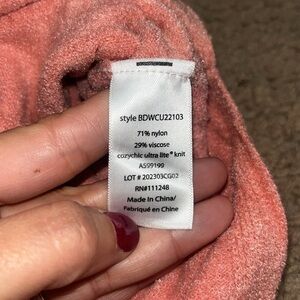 style BDWCU22103
71% nylon
29% viscose
cozychic ultra lite® knit
A599199
LOT # 202303CG02
RN#111248
Made In China/
Fabriqué en Chine